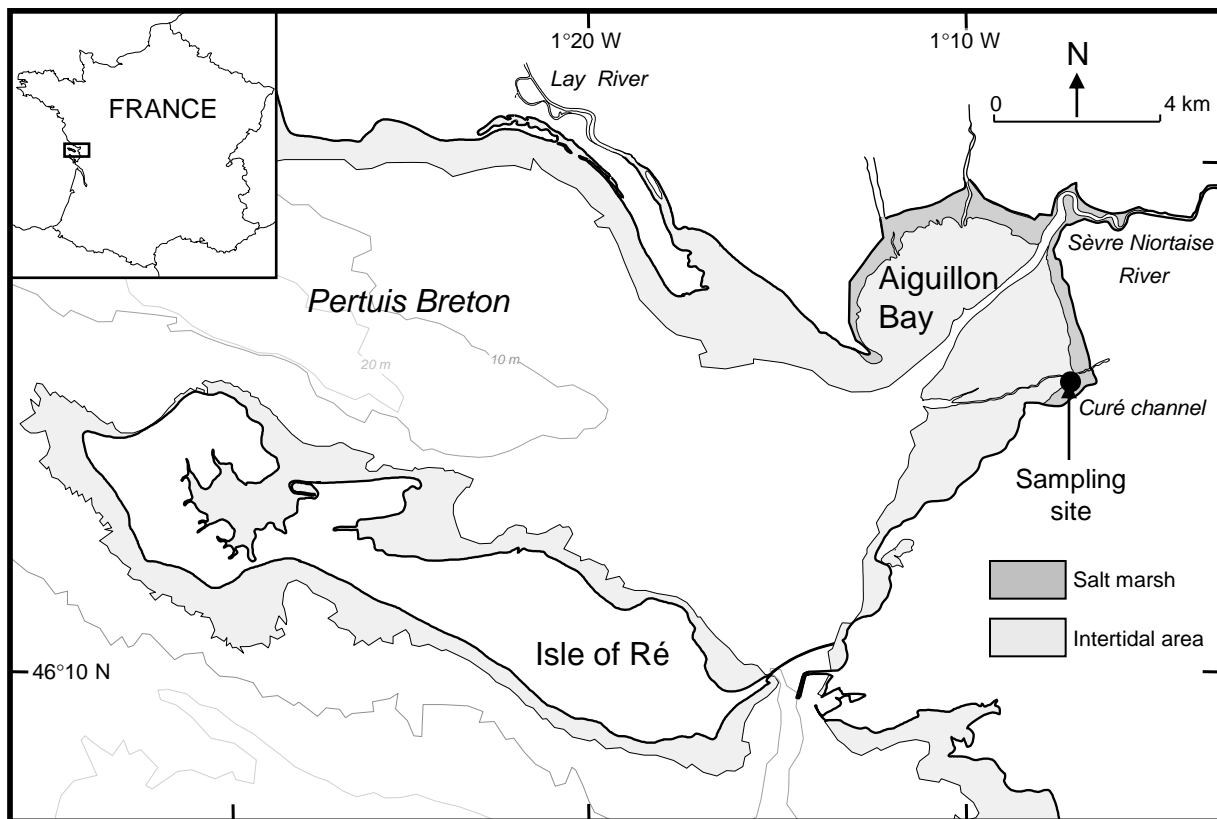 1°20 W
1°10 W
N
Lay River
0 4 km
FRANCE
Sèvre Niortaise
River
Aiguillon
Bay
Pertuis Breton
20 m
10 m
Curé channel
Sampling
site
Salt marsh
Intertidal area
Isle of Ré
46°10 N